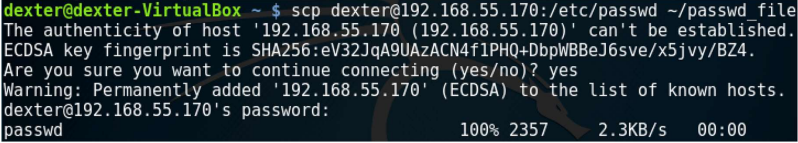 dexter@dexter-VirtualBox ~ $ scp dexter@192.168.55.170:/etc/passwd ~/passwd_file
The authenticity of host '192.168.55.170 (192.168.55.170)' can't be established.
ECDSA key fingerprint is SHA256:eV32JqA9UAzACN4f1PHQ+DbpWBBeJ6sve/x5jvy/BZ4.
Are you sure you want to continue connecting (yes/no)? yes
Warning: Permanently added '192.168.55.170' (ECDSA) to the list of known hosts.
dexter@192.168.55.170's password:
passwd 100% 2357 2.3KB/s 00:00